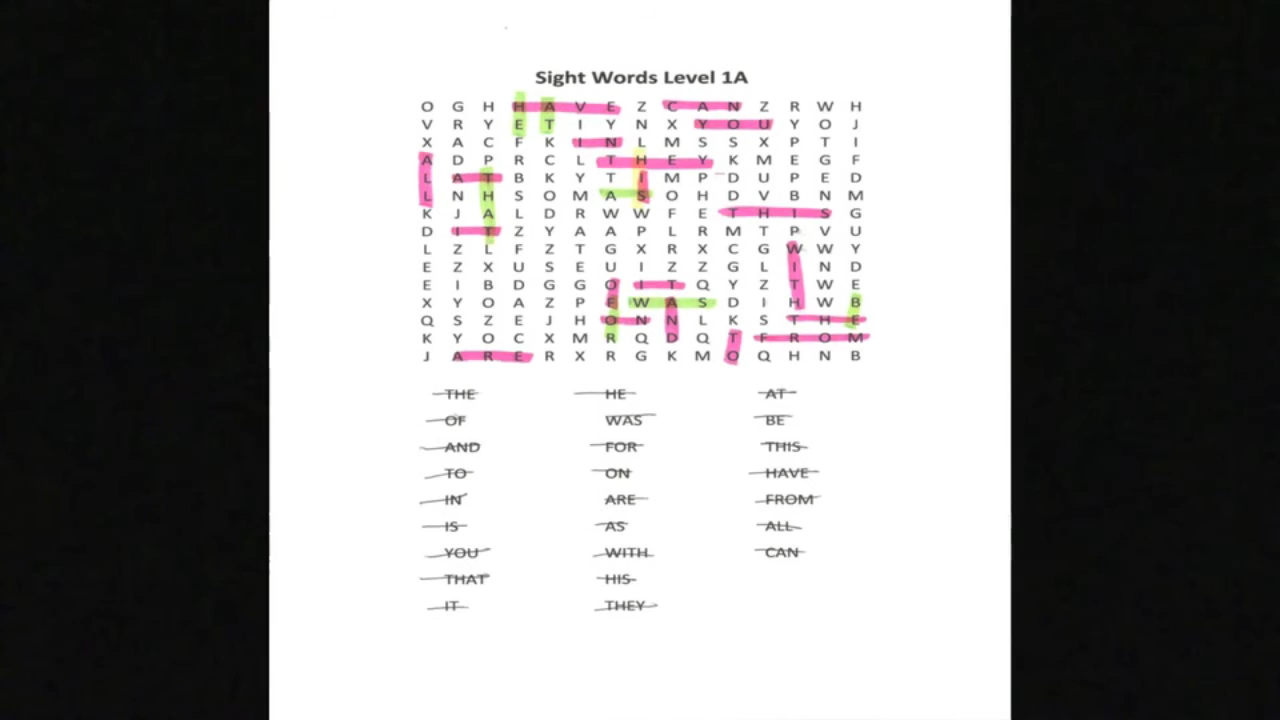 Sight Words Level 1A
O G H H A V E Z C A N Z R W H
V R Y E T I Y N X Y O U Y O J
X A C F K I N L M S S X P T I
A D P R C L T H E Y K M E G F
L A T B K Y T I M P D U P E D
L N H S O M A S O H D V B N M
K J A L D R W W F E T H I S G
D I T Z Y A A P L R M T P V U
L Z L F Z T G X R X C G W W Y
E Z X U S E U I Z Z G L I N D
E I B D G G O I T Q Y Z T W E
X Y O A Z P F W A S D I H W B
Q S Z E J H O N N L K S T H E
K Y O C X M R Q D Q T F R O M
J A R E R X R G K M O Q H N B
THE HE AT
OF WAS BE
AND FOR THIS
TO ON HAVE
IN ARE FROM
IS AS ALL
YOU WITH CAN
THAT HIS
IT THEY